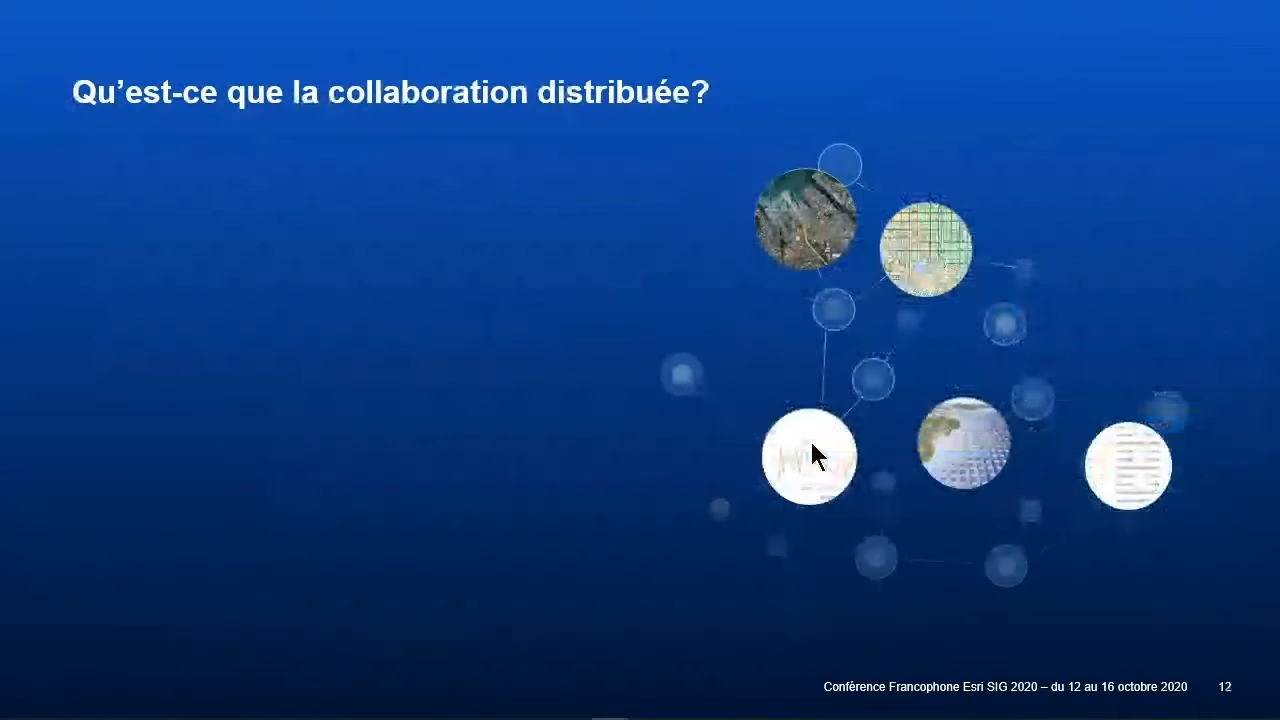 Qu’est-ce que la collaboration distribuée?
Conférence Francophone Esri SIG 2020 – du 12 au 16 octobre 2020
12